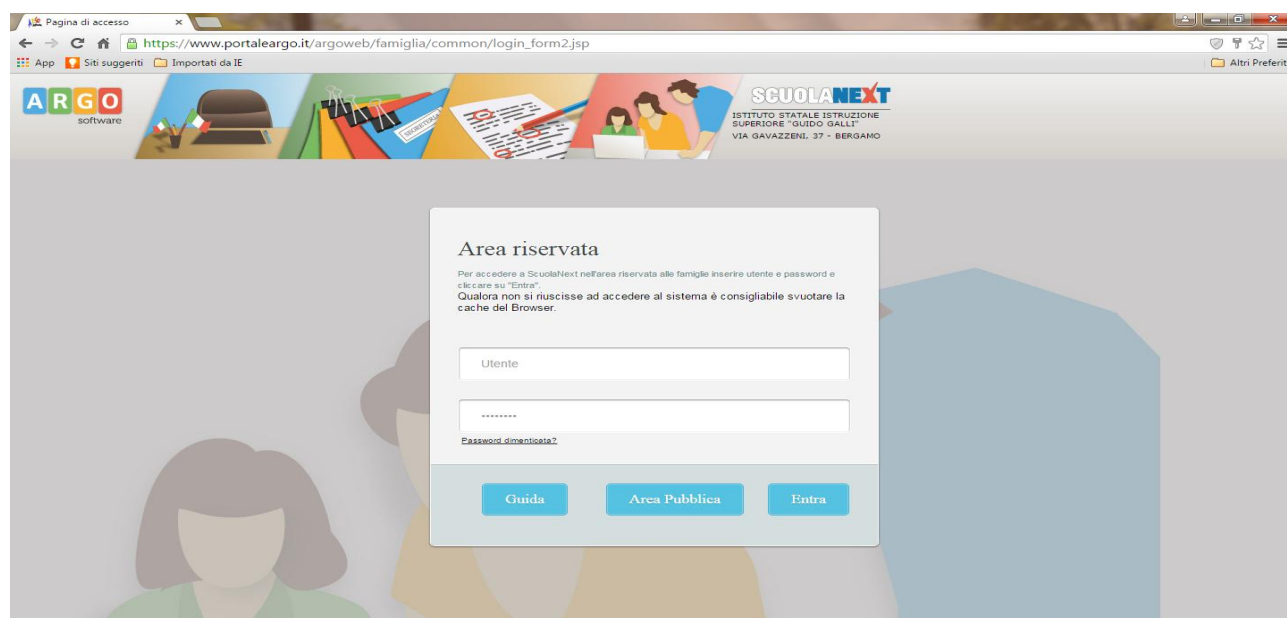 Pagina di accesso
https://www.portaleargo.it/argoweb/famiglia/common/login_form2.jsp
App Siti suggeriti Importati da IE Altri Preferit
ARGO
software
SEGRETERIA
SCUOLANEXT
ISTITUTO STATALE ISTRUZIONE
SUPERIORE "GUIDO GALLI"
VIA GAVAZZENI, 37 - BERGAMO
Area riservata
Per accedere a ScuolaNext nell'area riservata alle famiglie inserire utente e password e
cliccare su "Entra".
Qualora non si riuscisse ad accedere al sistema è consigliabile svuotare la
cache del Browser.
Utente
--------
Password dimenticata?
Guida Area Pubblica Entra